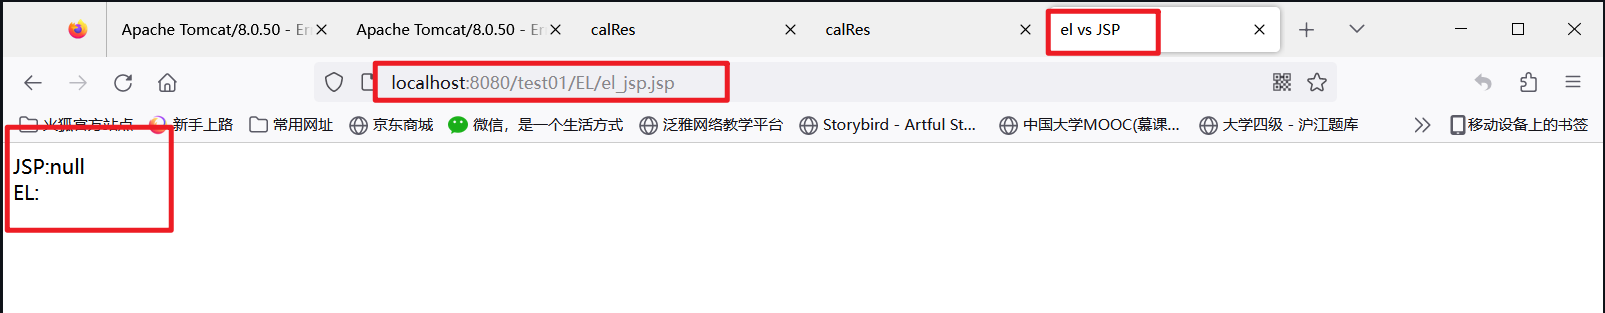 Apache Tomcat/8.0.50 - Err
Apache Tomcat/8.0.50 - Err
calRes
calRes
el vs JSP
localhost:8080/test01/EL/el_jsp.jsp
火狐官方站点
新手上路
常用网址
京东商城
微信，是一个生活方式
泛雅网络教学平台
Storybird - Artful St...
中国大学MOOC(慕课...
大学四级 - 沪江题库
移动设备上的书签
JSP:null
EL: